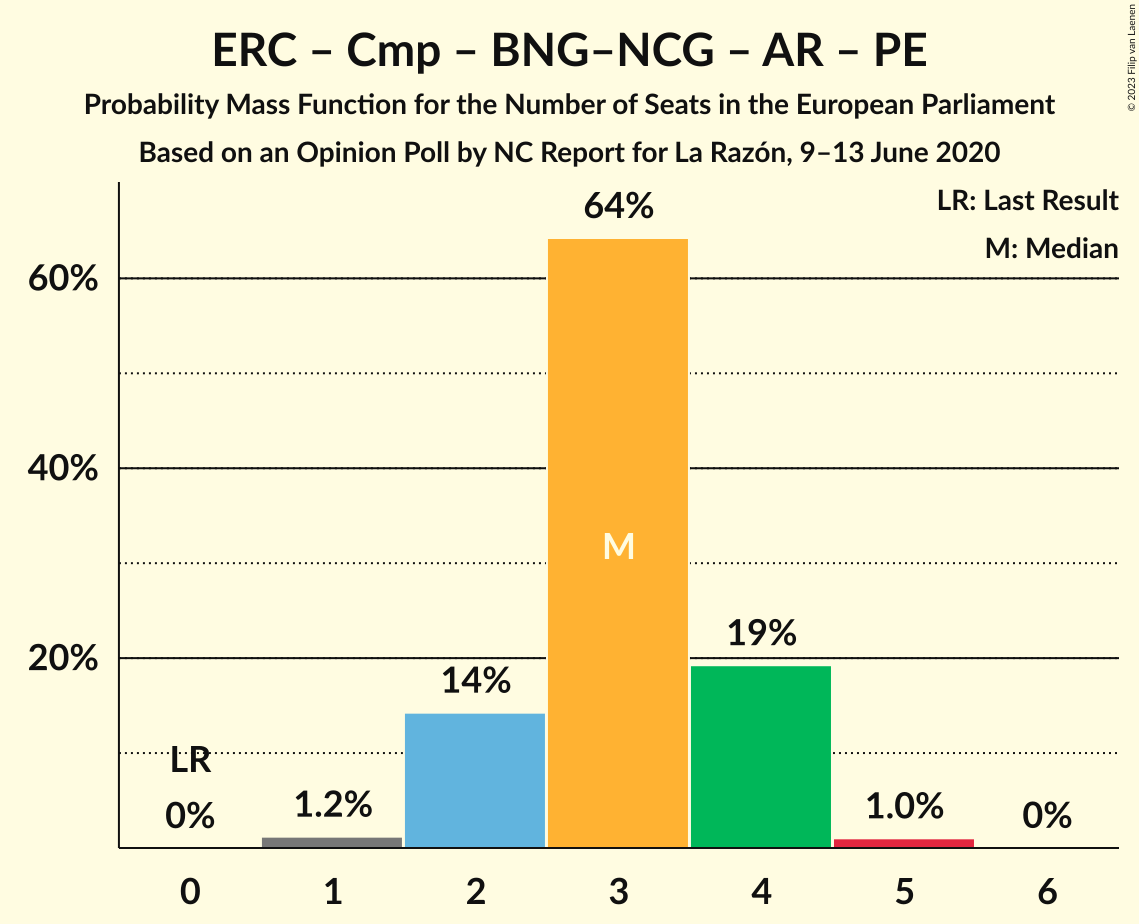 ERC – Cmp – BNG–NCG – AR – PE
Probability Mass Function for the Number of Seats in the European Parliament
Based on an Opinion Poll by NC Report for La Razón, 9–13 June 2020
© 2023 Filip van Laenen
LR: Last Result
M: Median
64%
60%
40%
M
19%
20%
14%
LR
0%
1.2%
1.0%
0%
0 1 2 3 4 5 6